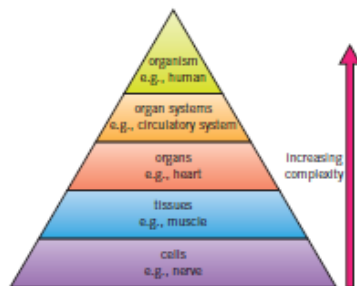 organism
e.g., human
organ systems
e.g., circulatory system
organs
e.g., heart
increasing
complexity
tissues
e.g., muscle
cells
e.g., nerve